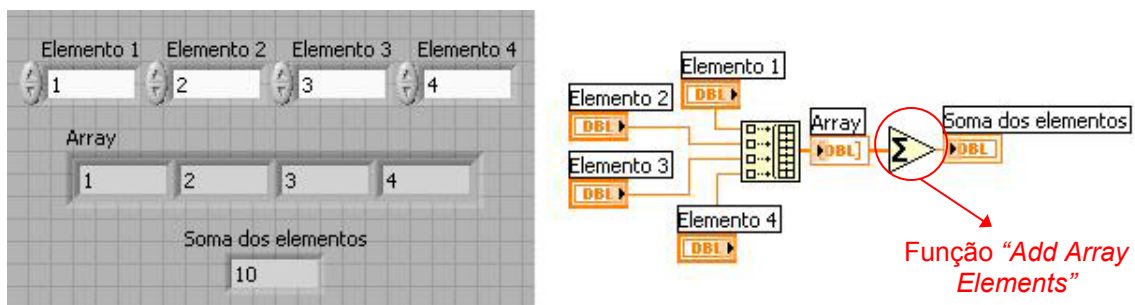 Elemento 1 Elemento 2 Elemento 3 Elemento 4
1 2 3 4
Array
1 2 3 4
Soma dos elementos
10
Elemento 1
DBL
Elemento 2
DBL
Elemento 3
DBL
Elemento 4
DBL
Array
DBL]
Σ
Soma dos elementos
DBL
Função “Add Array
Elements”